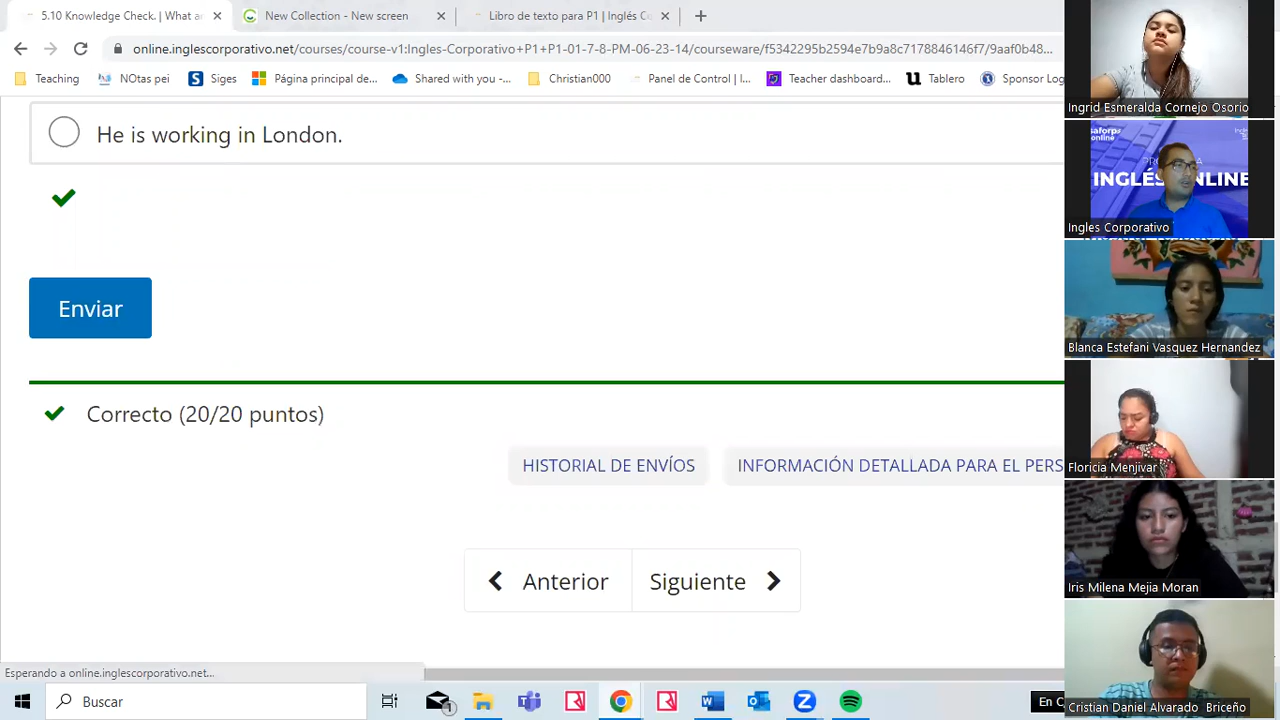 5.10 Knowledge Check. | What ar
New Collection - New screen
Libro de texto para P1 | Inglés Co
online.inglescorporativo.net/courses/course-v1:Ingles-Corporativo+P1+P1-01-7-8-PM-06-23-14/courseware/f5342295b2594e7b938c7178846146f7/9aaf0b48...
Teaching
NOtas pei
Siges
Página principal de...
Shared with you -...
Christian000
Panel de Control | I...
Teacher dashboard...
Tablero
Sponsor Log
He is working in London.
Enviar
Correcto (20/20 puntos)
HISTORIAL DE ENVÍOS
INFORMACIÓN DETALLADA PARA EL PERS
Anterior
Siguiente
Esperando a online.inglescorporativo.net...
Buscar
Ingrid Esmeralda Cornejo Osorio
online
INGLÉS ONLINE
Ingles Corporativo
Blanca Estefani Vasquez Hernandez
Floricia Menjivar
Iris Milena Mejia Moran
Cristian Daniel Alvarado Briceño